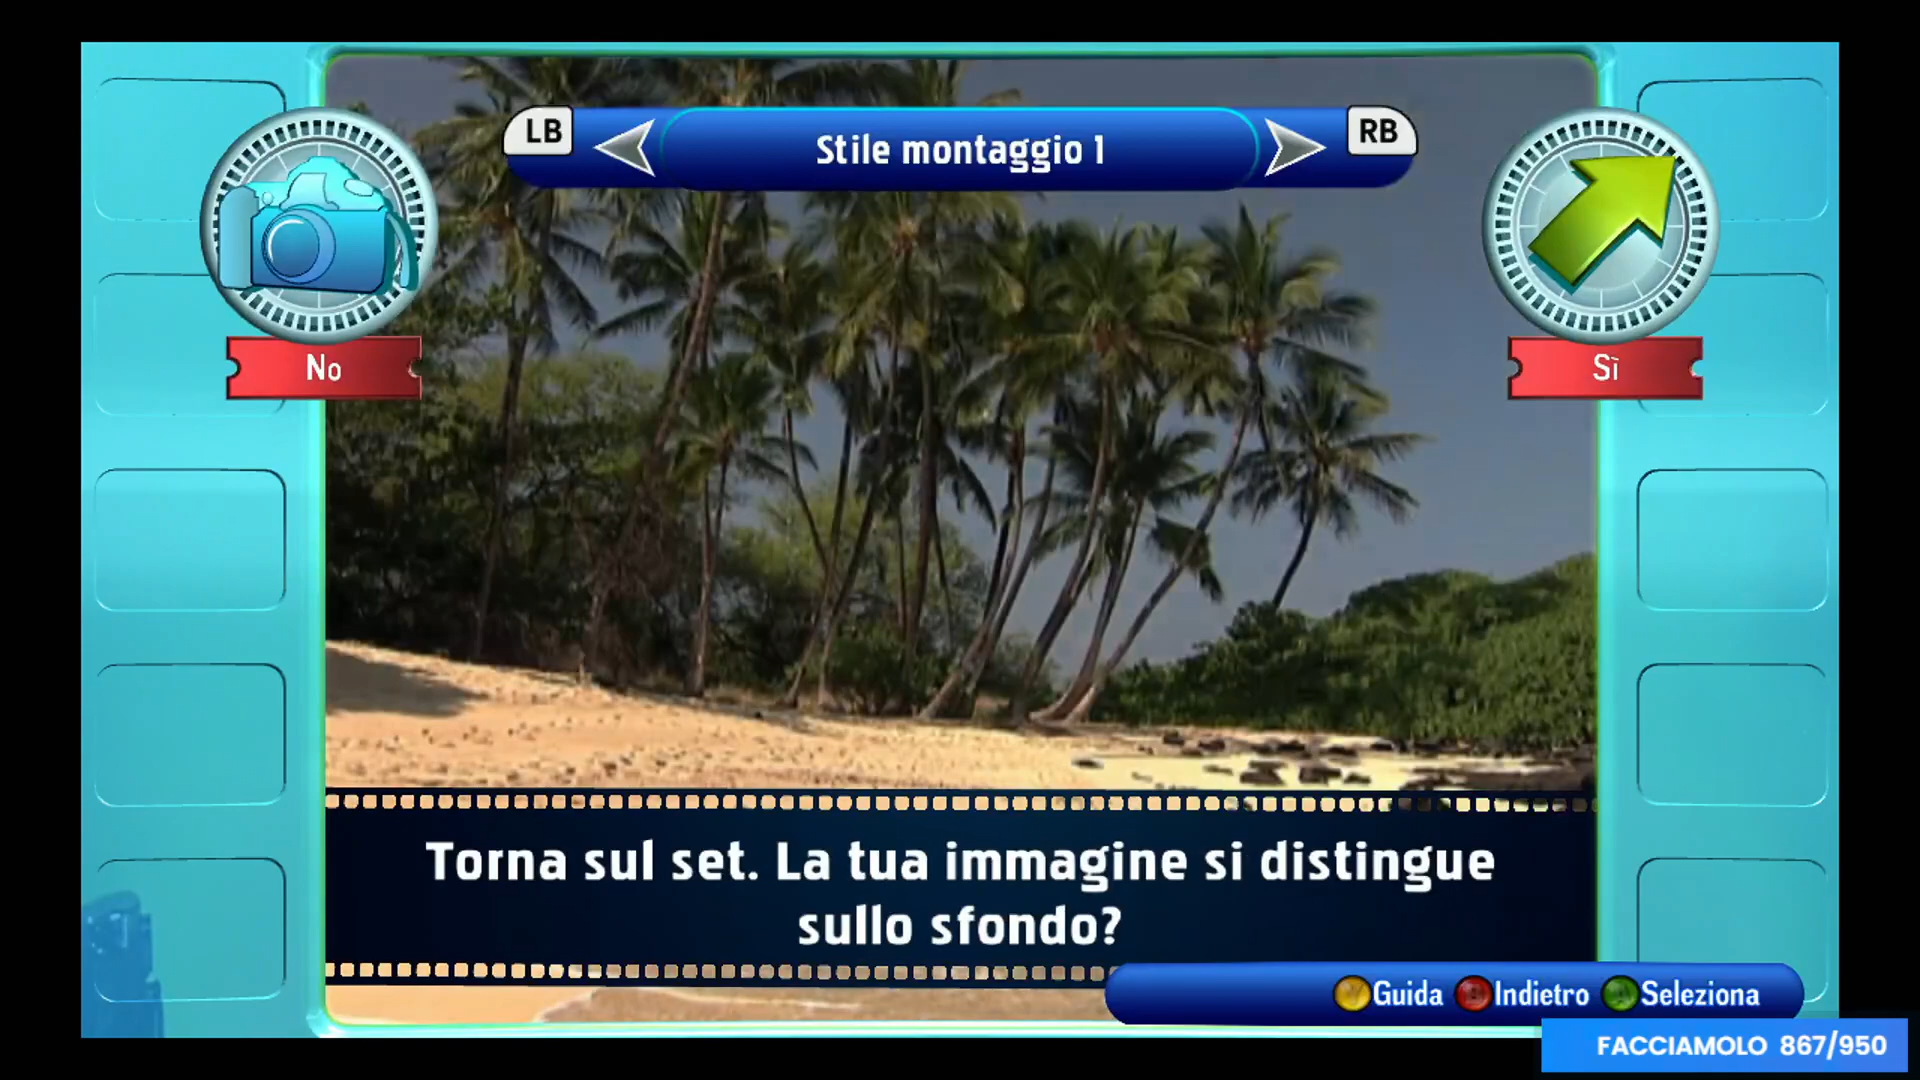 LB
Stile montaggio 1
RB
No
Sì
Torna sul set. La tua immagine si distingue
sullo sfondo?
Y Guida B Indietro A Seleziona
FACCIAMOLO 867/950